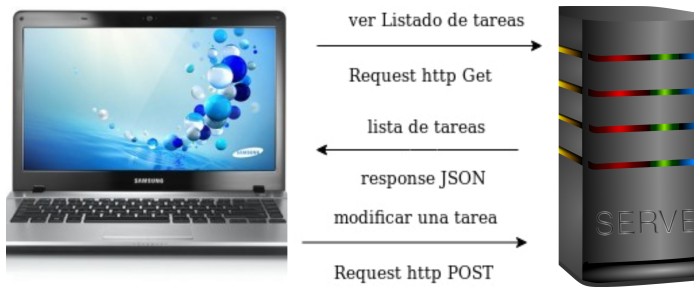 ver Listado de tareas
Request http Get
lista de tareas
response JSON
modificar una tarea
Request http POST
SAMSUNG
SAMSUNG
SERVE